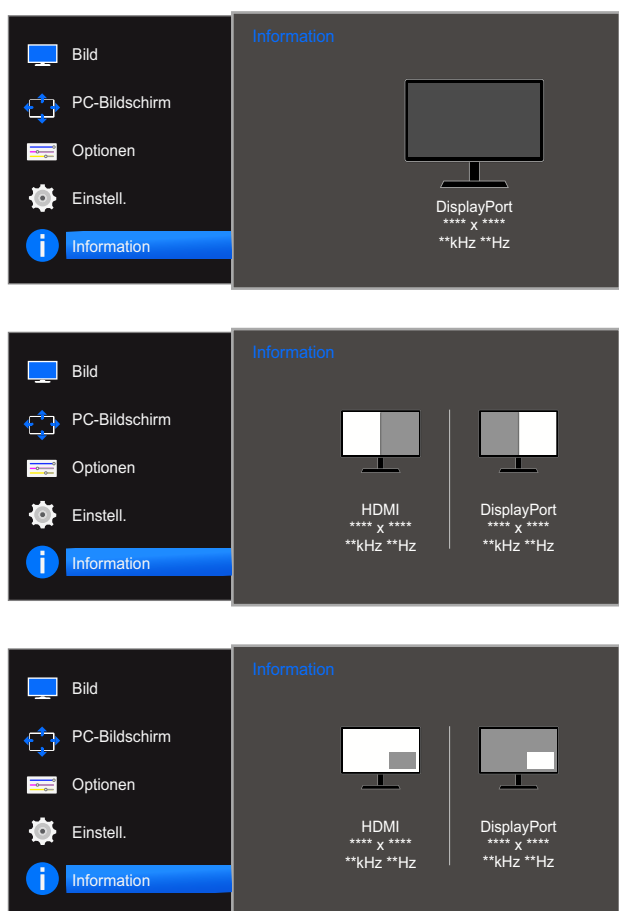 Information
Bild
PC-Bildschirm
Optionen
Einstell.
Information
DisplayPort
**** x ****
**kHz **Hz
Information
Bild
PC-Bildschirm
Optionen
Einstell.
Information
HDMI
**** x ****
**kHz **Hz
DisplayPort
**** x ****
**kHz **Hz
Information
Bild
PC-Bildschirm
Optionen
Einstell.
Information
HDMI
**** x ****
**kHz **Hz
DisplayPort
**** x ****
**kHz **Hz